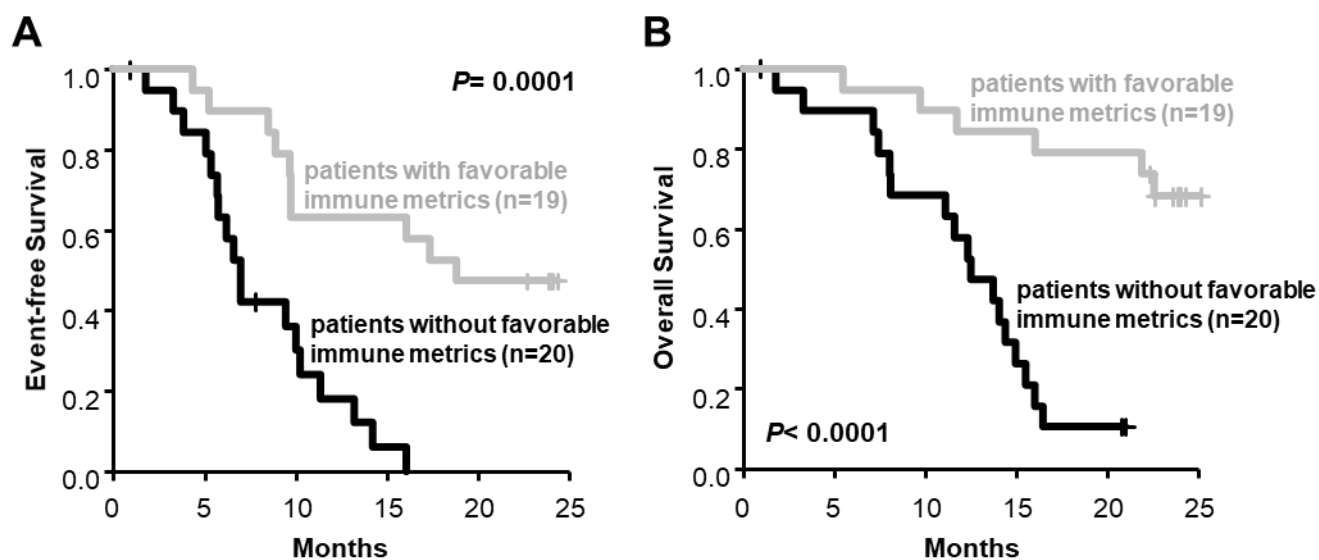 A
Event-free Survival
1.0
0.8
0.6
0.4
0.2
0.0
P= 0.0001
patients with favorable
immune metrics (n=19)
patients without favorable
immune metrics (n=20)
0 5 10 15 20 25
Months
B
Overall Survival
1.0
0.8
0.6
0.4
0.2
0.0
patients with favorable
immune metrics (n=19)
patients without favorable
immune metrics (n=20)
P< 0.0001
0 5 10 15 20 25
Months